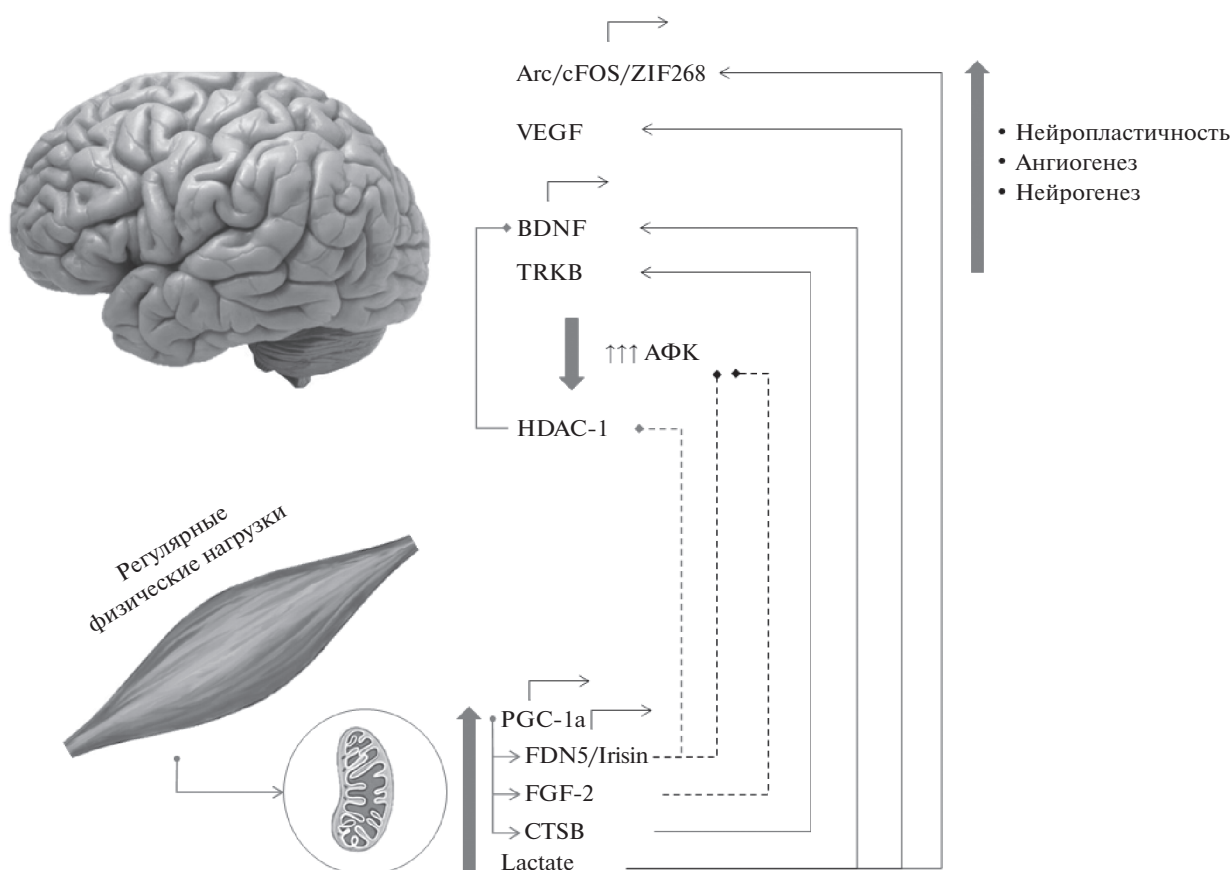 Arc/cFOS/ZIF268
VEGF
• Нейропластичность
• Ангиогенез
• Нейрогенез
BDNF
TRKB
↑↑↑ АФК
HDAC-1
Регулярные
физические нагрузки
PGC-1a
FDN5/Irisin
FGF-2
CTSB
Lactate